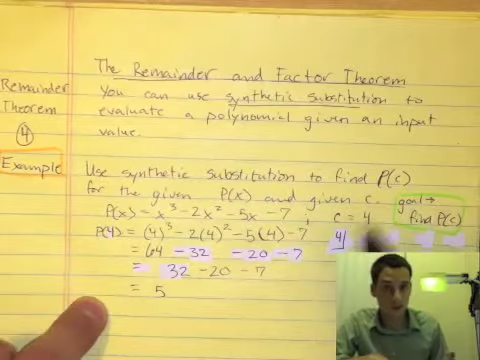 The Remainder and Factor Theorem
You can use synthetic substitution to
evaluate a polynomial given an input
value.
Remainder
Theorem
4
Example
Use synthetic substitution to find P(c)
for the given P(x) and given c.
P(x) = x³ - 2x² - 5x - 7 ; c = 4
goal →
find P(c)
P(4) = (4)³ - 2(4)² - 5(4) - 7
4
= 64 - 32 - 20 - 7
= 32 - 20 - 7
= 5